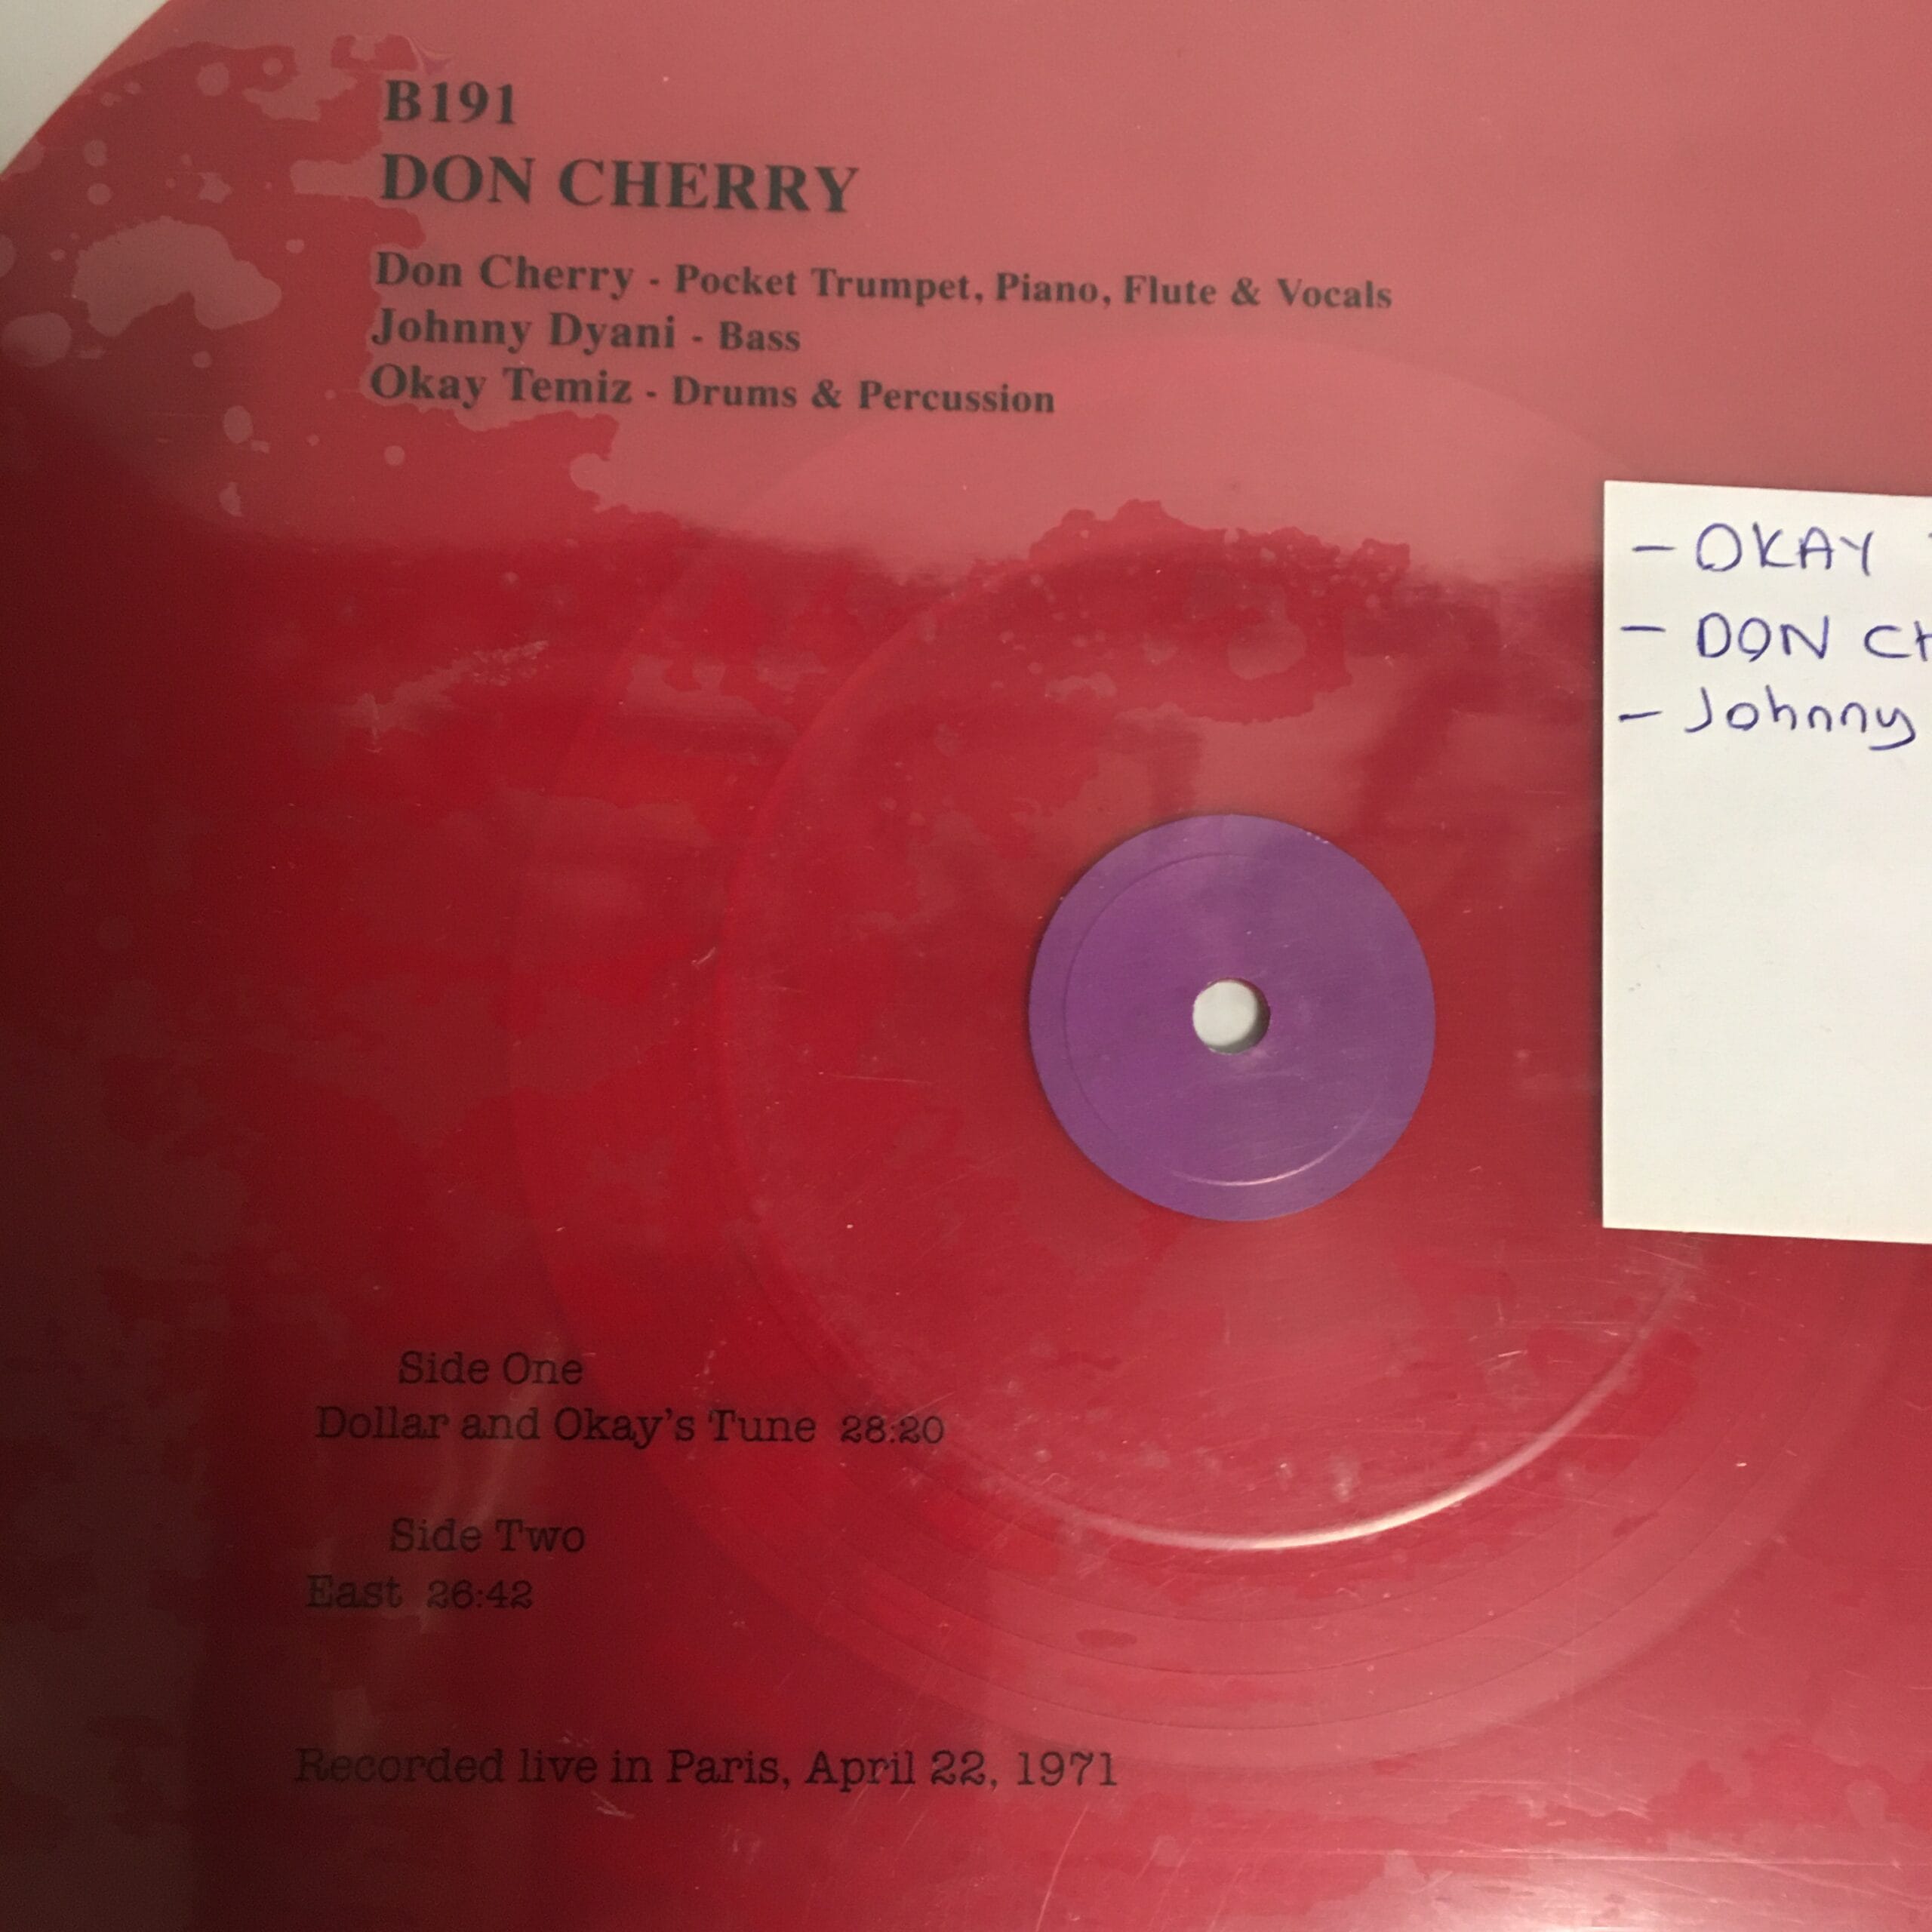 B191
DON CHERRY
Don Cherry - Pocket Trumpet, Piano, Flute & Vocals
Johnny Dyani - Bass
Okay Temiz - Drums & Percussion
- OKAY
- DON CH
- Johnny
Side One
Dollar and Okay's Tune 28:20
Side Two
East 26:42
Recorded live in Paris, April 22, 1971